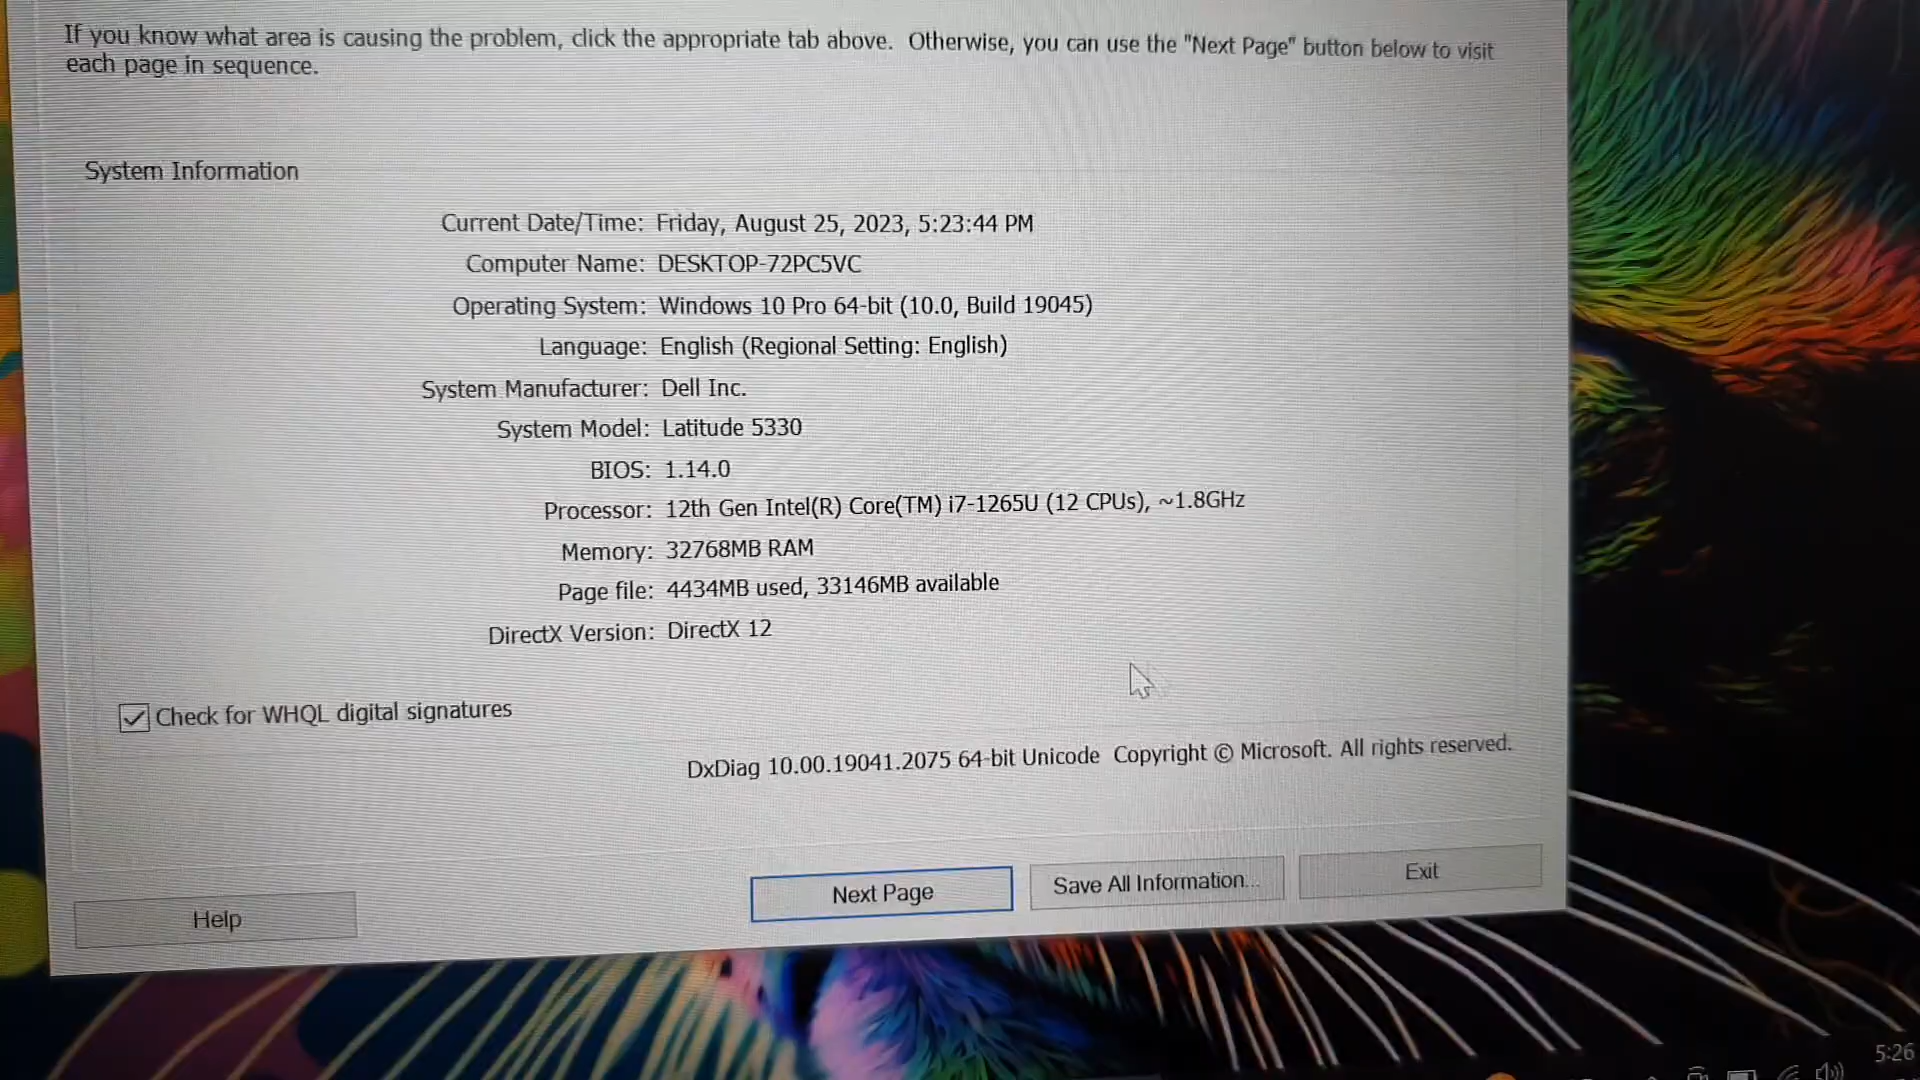 If you know what area is causing the problem, click the appropriate tab above. Otherwise, you can use the "Next Page" button below to visit
each page in sequence.
System Information
Current Date/Time: Friday, August 25, 2023, 5:23:44 PM
Computer Name: DESKTOP-72PC5VC
Operating System: Windows 10 Pro 64-bit (10.0, Build 19045)
Language: English (Regional Setting: English)
System Manufacturer: Dell Inc.
System Model: Latitude 5330
BIOS: 1.14.0
Processor: 12th Gen Intel(R) Core(TM) i7-1265U (12 CPUs), ~1.8GHz
Memory: 32768MB RAM
Page file: 4434MB used, 33146MB available
DirectX Version: DirectX 12
Check for WHQL digital signatures
DxDiag 10.00.19041.2075 64-bit Unicode Copyright © Microsoft. All rights reserved.
Help
Next Page
Save All Information...
Exit
5:26